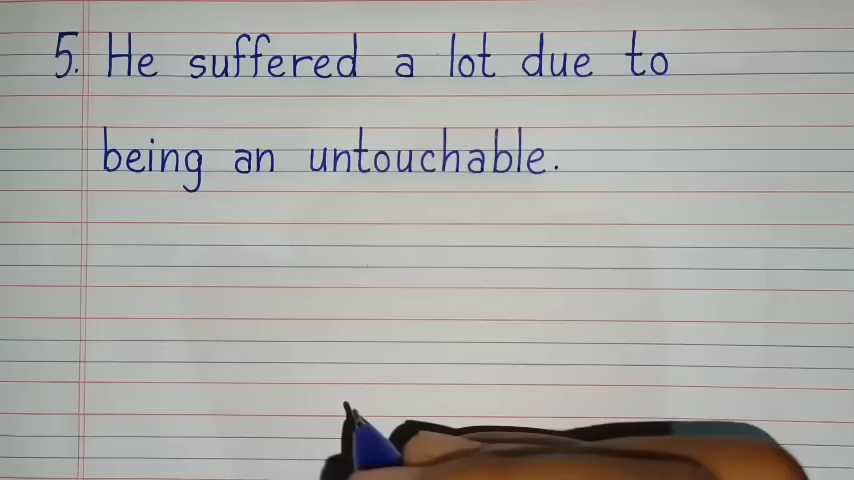 5. He suffered a lot due to
being an untouchable.